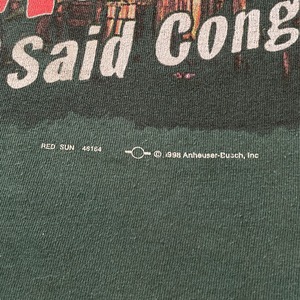 Said Cong
RED SUN 46164 © 1998 Anheuser-Busch, Inc